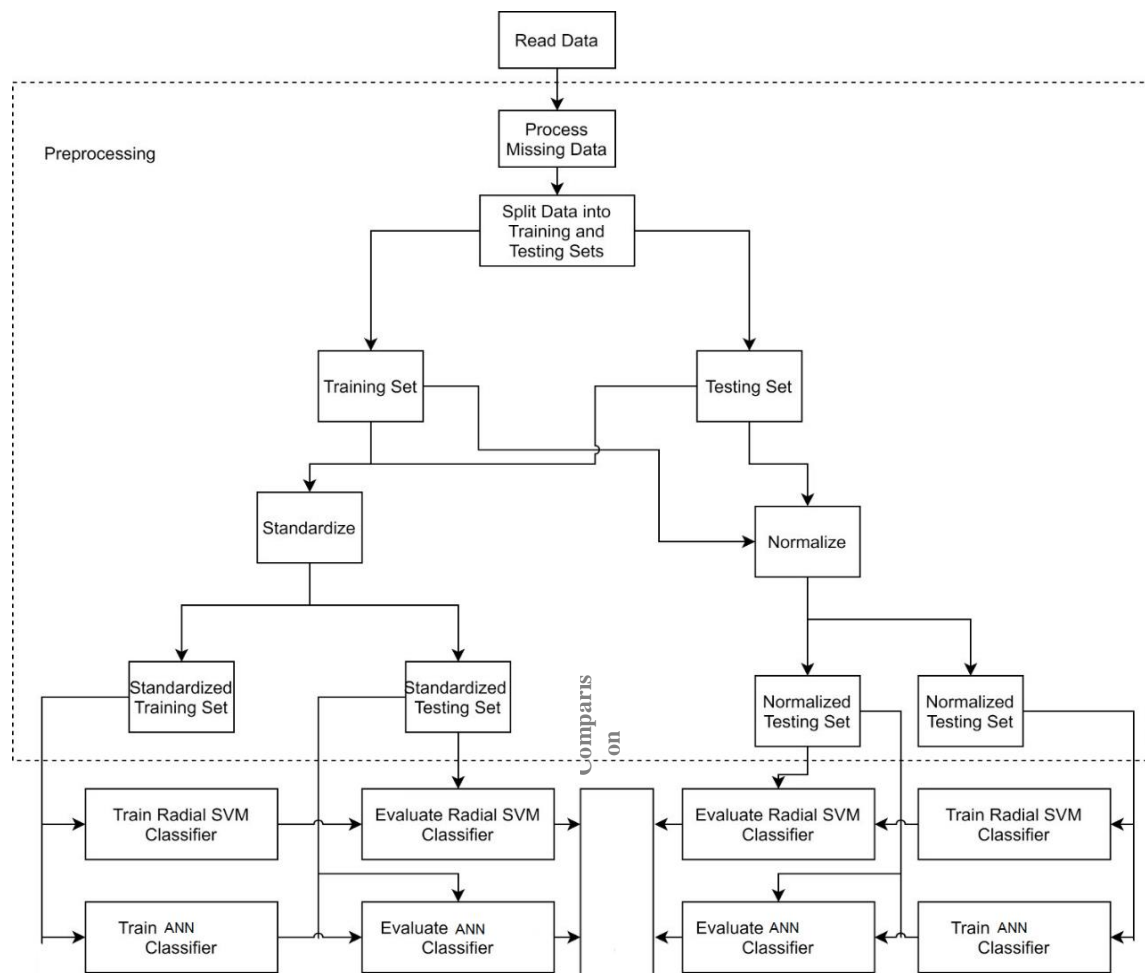 Read Data
Preprocessing
Process
Missing Data
Split Data into
Training and
Testing Sets
Training Set
Testing Set
Standardize
Normalize
Standardized
Training Set
Standardized
Testing Set
Normalized
Testing Set
Normalized
Testing Set
Comparis
on
Train Radial SVM
Classifier
Evaluate Radial SVM
Classifier
Evaluate Radial SVM
Classifier
Train Radial SVM
Classifier
Train ANN
Classifier
Evaluate ANN
Classifier
Evaluate ANN
Classifier
Train ANN
Classifier